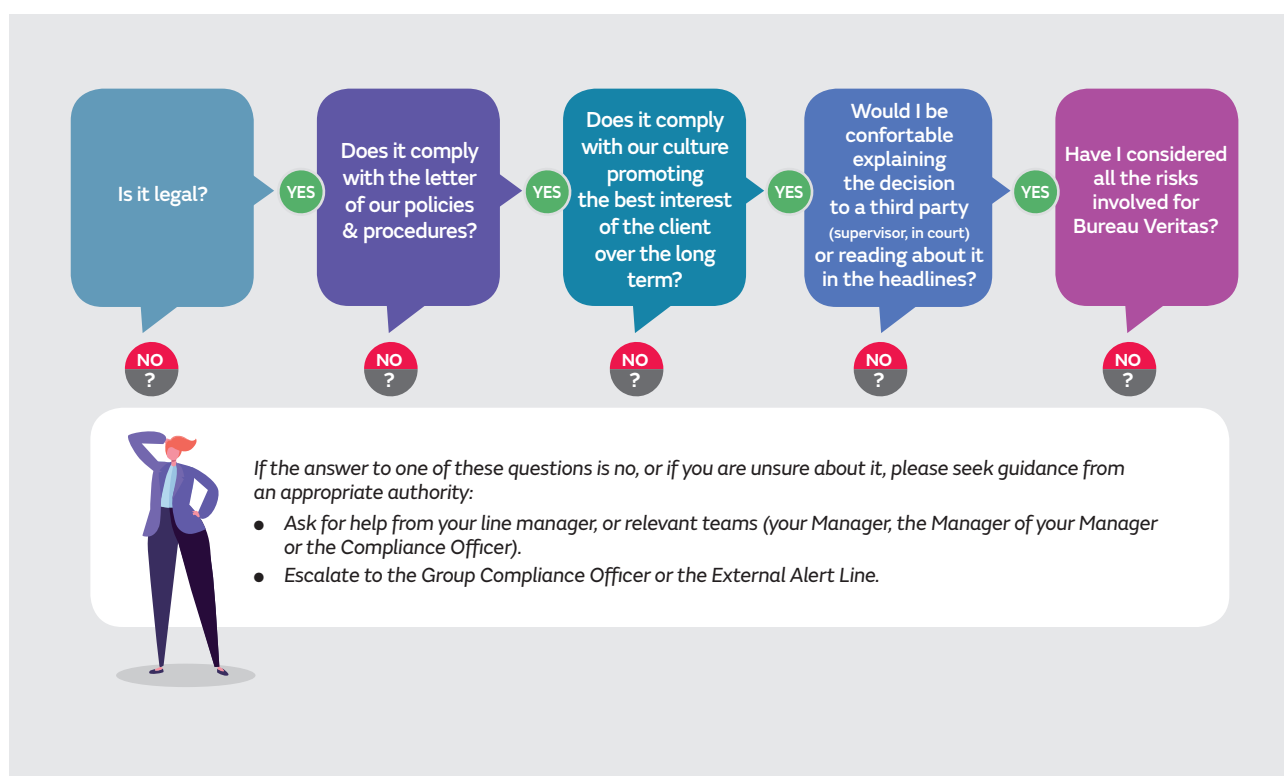 Is it legal?
YES
Does it comply
with the letter
of our policies
& procedures?
YES
Does it comply
with our culture
promoting
the best interest
of the client
over the long
term?
YES
Would I be
confortable
explaining
the decision
to a third party
(supervisor, in court)
or reading about it
in the headlines?
YES
Have I considered
all the risks
involved for
Bureau Veritas?
NO
?
NO
?
NO
?
NO
?
NO
?
If the answer to one of these questions is no, or if you are unsure about it, please seek guidance from
an appropriate authority:
● Ask for help from your line manager, or relevant teams (your Manager, the Manager of your Manager
or the Compliance Officer).
● Escalate to the Group Compliance Officer or the External Alert Line.